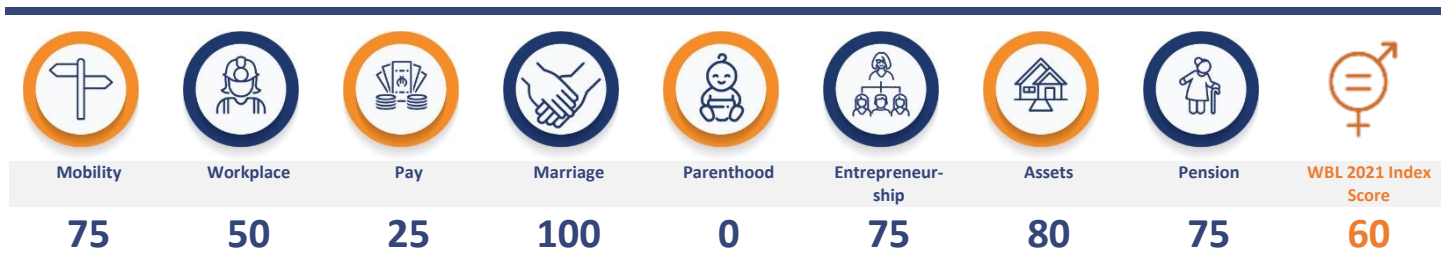 Mobility
Workplace
Pay
Marriage
Parenthood
Entrepreneur-
ship
Assets
Pension
WBL 2021 Index
Score
75
50
25
100
0
75
80
75
60